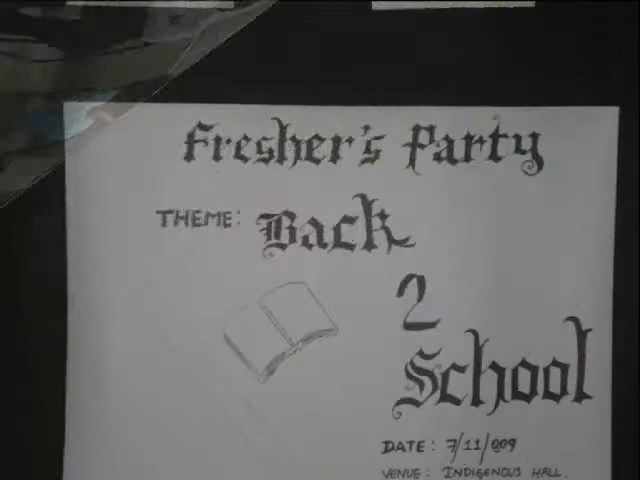 Fresher's Party
THEME: Back
2
School
DATE: 7/11/009
VENUE: INDIGENOUS HALL.